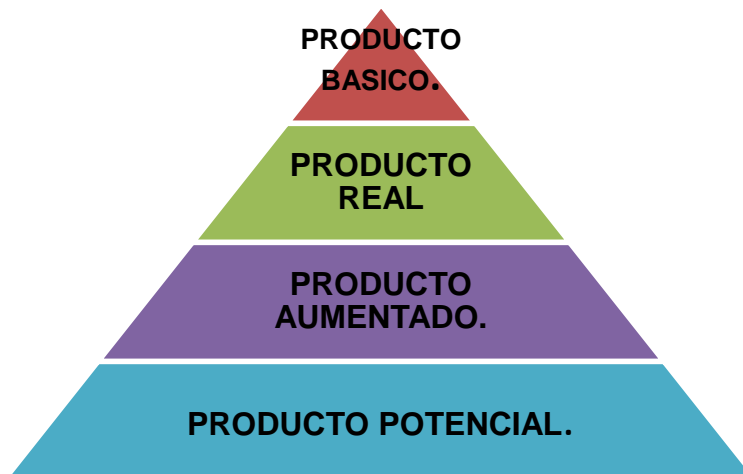 PRODUCTO
BASICO.
PRODUCTO
REAL
PRODUCTO
AUMENTADO.
PRODUCTO POTENCIAL.